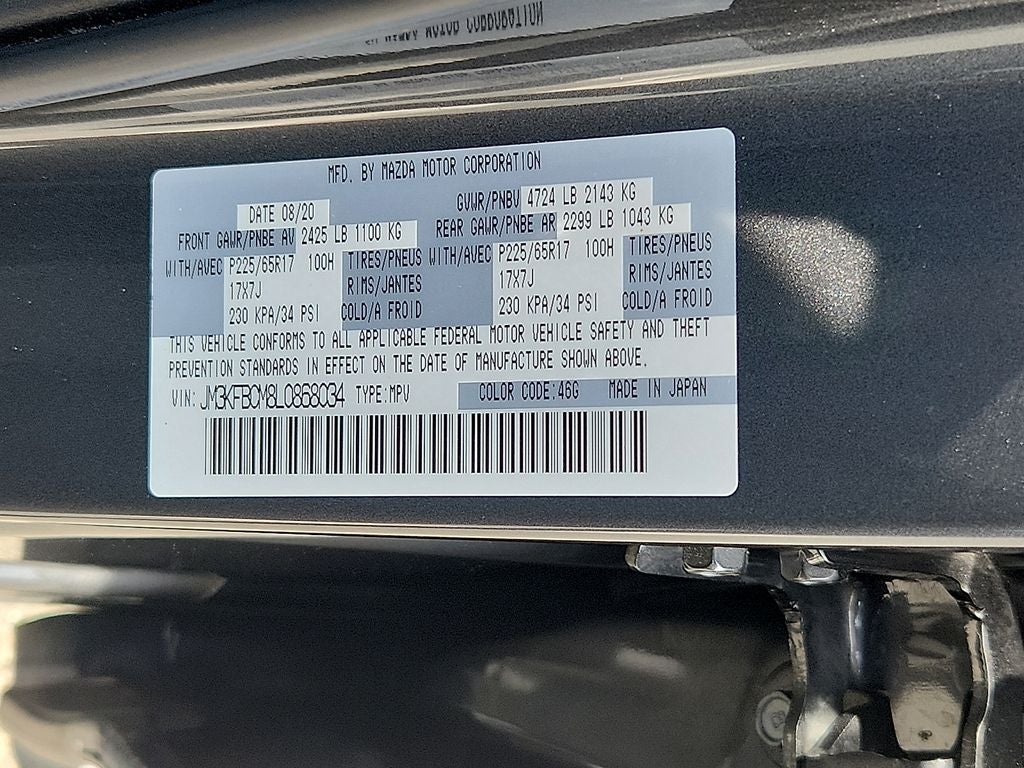 MFD. BY MAZDA MOTOR CORPORATION
DATE 08/20 GVWR/PNBV 4724 LB 2143 KG
FRONT GAWR/PNBE AV 2425 LB 1100 KG REAR GAWR/PNBE AR 2299 LB 1043 KG
WITH/AVEC P225/65R17 100H TIRES/PNEUS WITH/AVEC P225/65R17 100H TIRES/PNEUS
17X7J RIMS/JANTES 17X7J RIMS/JANTES
230 KPA/34 PSI COLD/A FROID 230 KPA/34 PSI COLD/A FROID
THIS VEHICLE CONFORMS TO ALL APPLICABLE FEDERAL MOTOR VEHICLE SAFETY AND THEFT
PREVENTION STANDARDS IN EFFECT ON THE DATE OF MANUFACTURE SHOWN ABOVE.
VIN: JM3KFBCM8L0868034 TYPE:MPV COLOR CODE:46G MADE IN JAPAN